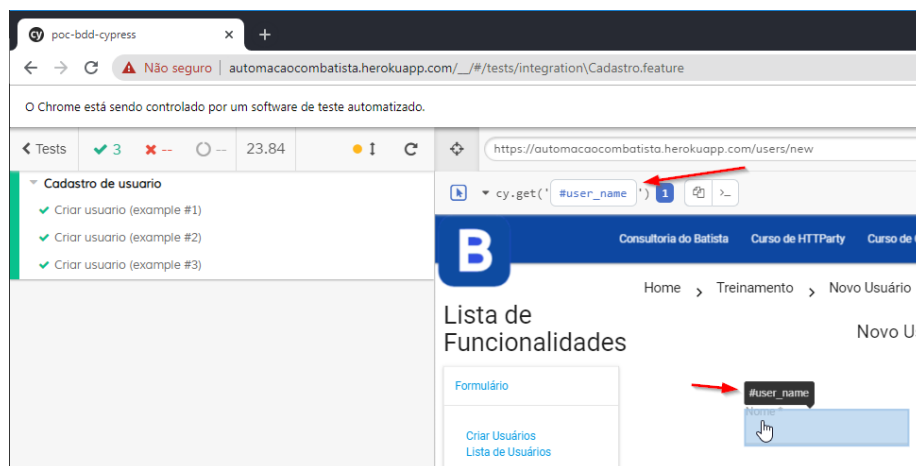 poc-bdd-cypress
Não seguro | automacaocombatista.herokuapp.com/__/#/tests/integration\Cadastro.feature
O Chrome está sendo controlado por um software de teste automatizado.
Tests 3 -- -- 23.84
https://automacaocombatista.herokuapp.com/users/new
cy.get('#user_name') 1 >_
Cadastro de usuario
Criar usuario (example #1)
Criar usuario (example #2)
Criar usuario (example #3)
B
Consultoria do Batista Curso de HTTParty Curso de
Home > Treinamento > Novo Usuário
Lista de
Funcionalidades
Novo U
Formulário
Criar Usuários
Lista de Usuários
#user_name
Nome *